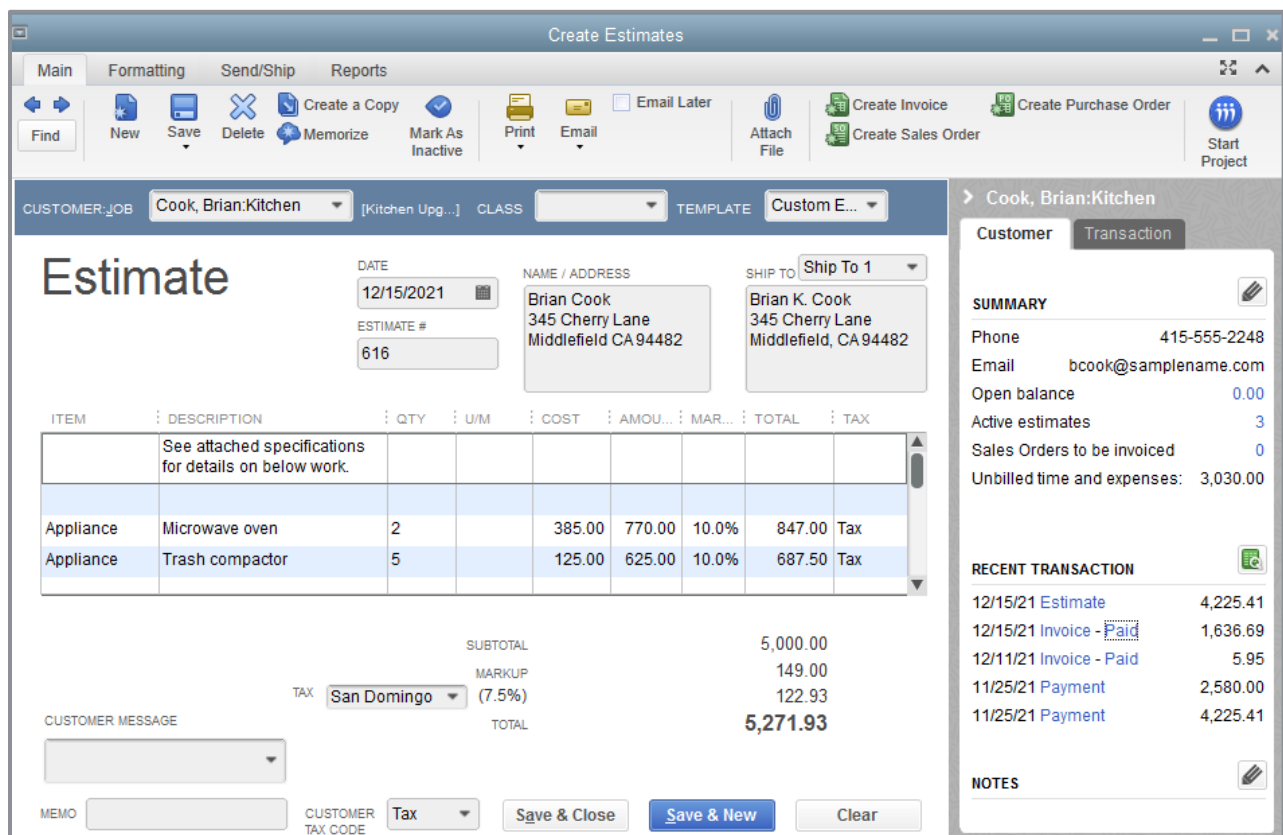 Create Estimates
Main Formatting Send/Ship Reports
Find
New
Save
Delete
Create a Copy
Memorize
Mark As
Inactive
Print
Email
Email Later
Attach
File
Create Invoice
Create Sales Order
Create Purchase Order
Start
Project
CUSTOMER:JOB Cook, Brian:Kitchen [Kitchen Upg...] CLASS TEMPLATE Custom E...
Estimate
DATE
12/15/2021
ESTIMATE #
616
NAME / ADDRESS
Brian Cook
345 Cherry Lane
Middlefield CA 94482
SHIP TO Ship To 1
Brian K. Cook
345 Cherry Lane
Middlefield, CA 94482
ITEM DESCRIPTION QTY U/M COST AMOU... MAR... TOTAL TAX
See attached specifications
for details on below work.
Appliance Microwave oven 2 385.00 770.00 10.0% 847.00 Tax
Appliance Trash compactor 5 125.00 625.00 10.0% 687.50 Tax
SUBTOTAL 5,000.00
MARKUP 149.00
TAX San Domingo (7.5%) 122.93
TOTAL 5,271.93
CUSTOMER MESSAGE
MEMO
CUSTOMER
TAX CODE
Tax
Save & Close
Save & New
Clear
Cook, Brian:Kitchen
Customer Transaction
SUMMARY
Phone 415-555-2248
Email bcook@samplename.com
Open balance 0.00
Active estimates 3
Sales Orders to be invoiced 0
Unbilled time and expenses: 3,030.00
RECENT TRANSACTION
12/15/21 Estimate 4,225.41
12/15/21 Invoice - Paid 1,636.69
12/11/21 Invoice - Paid 5.95
11/25/21 Payment 2,580.00
11/25/21 Payment 4,225.41
NOTES